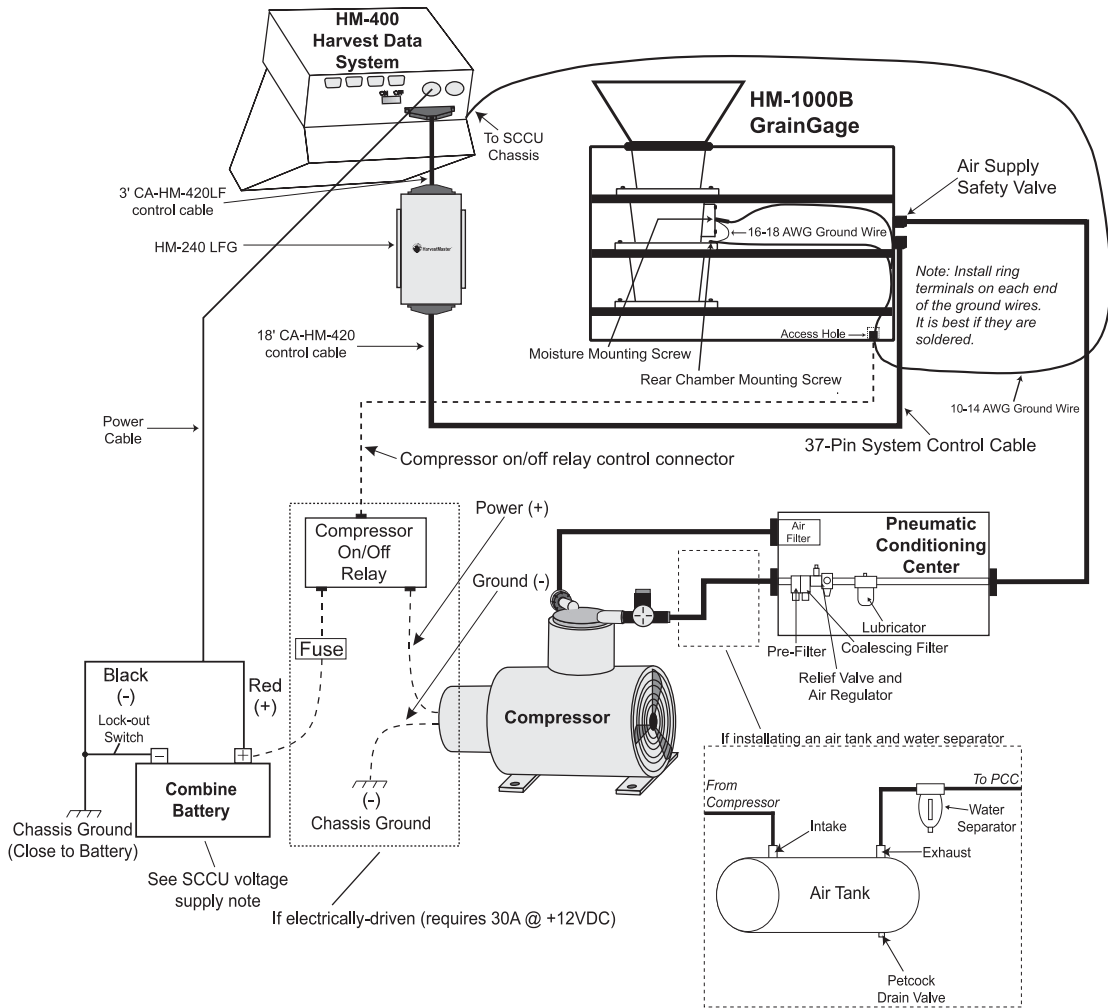 HM-400
Harvest Data
System
ON OFF
To SCCU
Chassis
3' CA-HM-420LF
control cable
HM-240 LFG
HarvestMaster
18' CA-HM-420
control cable
Power
Cable
HM-1000B
GrainGage
Air Supply
Safety Valve
16-18 AWG Ground Wire
Note: Install ring
terminals on each end
of the ground wires.
It is best if they are
soldered.
Access Hole
Moisture Mounting Screw
Rear Chamber Mounting Screw
10-14 AWG Ground Wire
37-Pin System Control Cable
Compressor on/off relay control connector
Compressor
On/Off
Relay
Power (+)
Ground (-)
Fuse
Air
Filter
Pneumatic
Conditioning
Center
Lubricator
Coalescing Filter
Pre-Filter
Relief Valve and
Air Regulator
Compressor
Black
(-)
Red
(+)
Lock-out
Switch
− +
Combine
Battery
Chassis Ground
(Close to Battery)
(-)
Chassis Ground
See SCCU voltage
supply note
If electrically-driven (requires 30A @ +12VDC)
If installing an air tank and water separator
From
Compressor
To PCC
Water
Separator
Intake
Exhaust
Air Tank
Petcock
Drain Valve